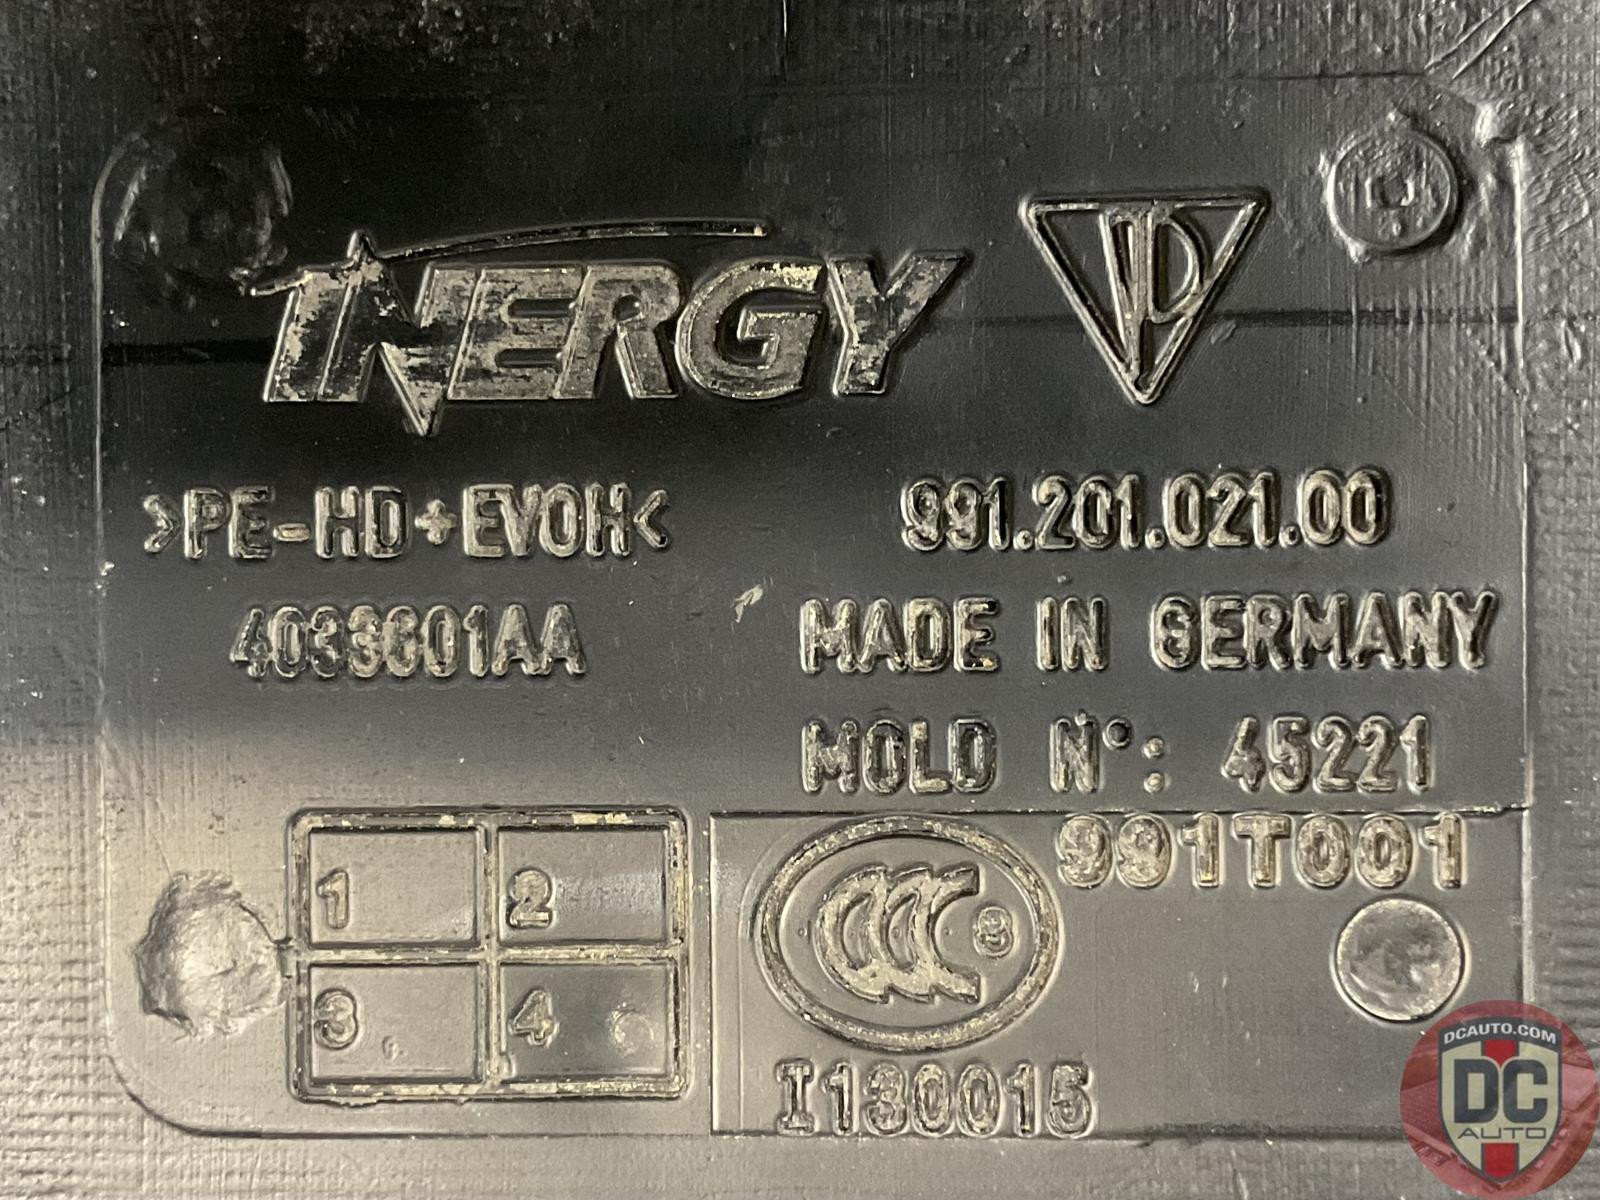 INERGY
>PE-HD+EVOH<
991.201.021.00
4033601AA
MADE IN GERMANY
MOLD N°: 45221
991T001
1
2
3
4
CCC S
I130015
DCAUTO.COM
DC
AUTO